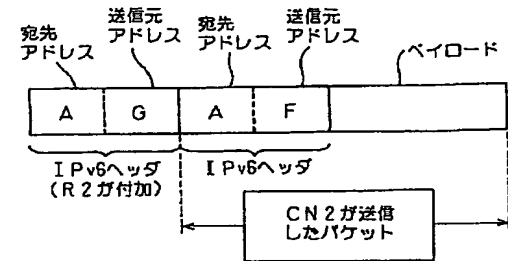 宛先
アドレス
送信元
アドレス
宛先
アドレス
送信元
アドレス
ペイロード
A
G
A
F
IPv6ヘッダ
(R2が付加)
IPv6ヘッダ
CN2が送信
したパケット